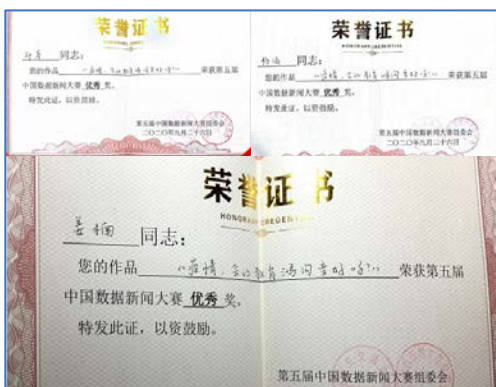 荣誉证书
同志：
您的作品 荣获第五届
中国数据新闻大赛 优秀 奖。
特发此证，以资鼓励。
第五届中国数据新闻大赛组委会
二〇二〇年九月二十六日
荣誉证书
HONORARY CREDENTIAL
同志：
您的作品 荣获第五届
中国数据新闻大赛 优秀 奖。
特发此证，以资鼓励。
第五届中国数据新闻大赛组委会
二〇二〇年九月二十六日
荣誉证书
HONORARY CREDENTIAL
姜楠 同志：
您的作品 “疫情，会的教育 荣获第五届
中国数据新闻大赛 优秀 奖。
特发此证，以资鼓励。
第五届中国数据新闻大赛组委会